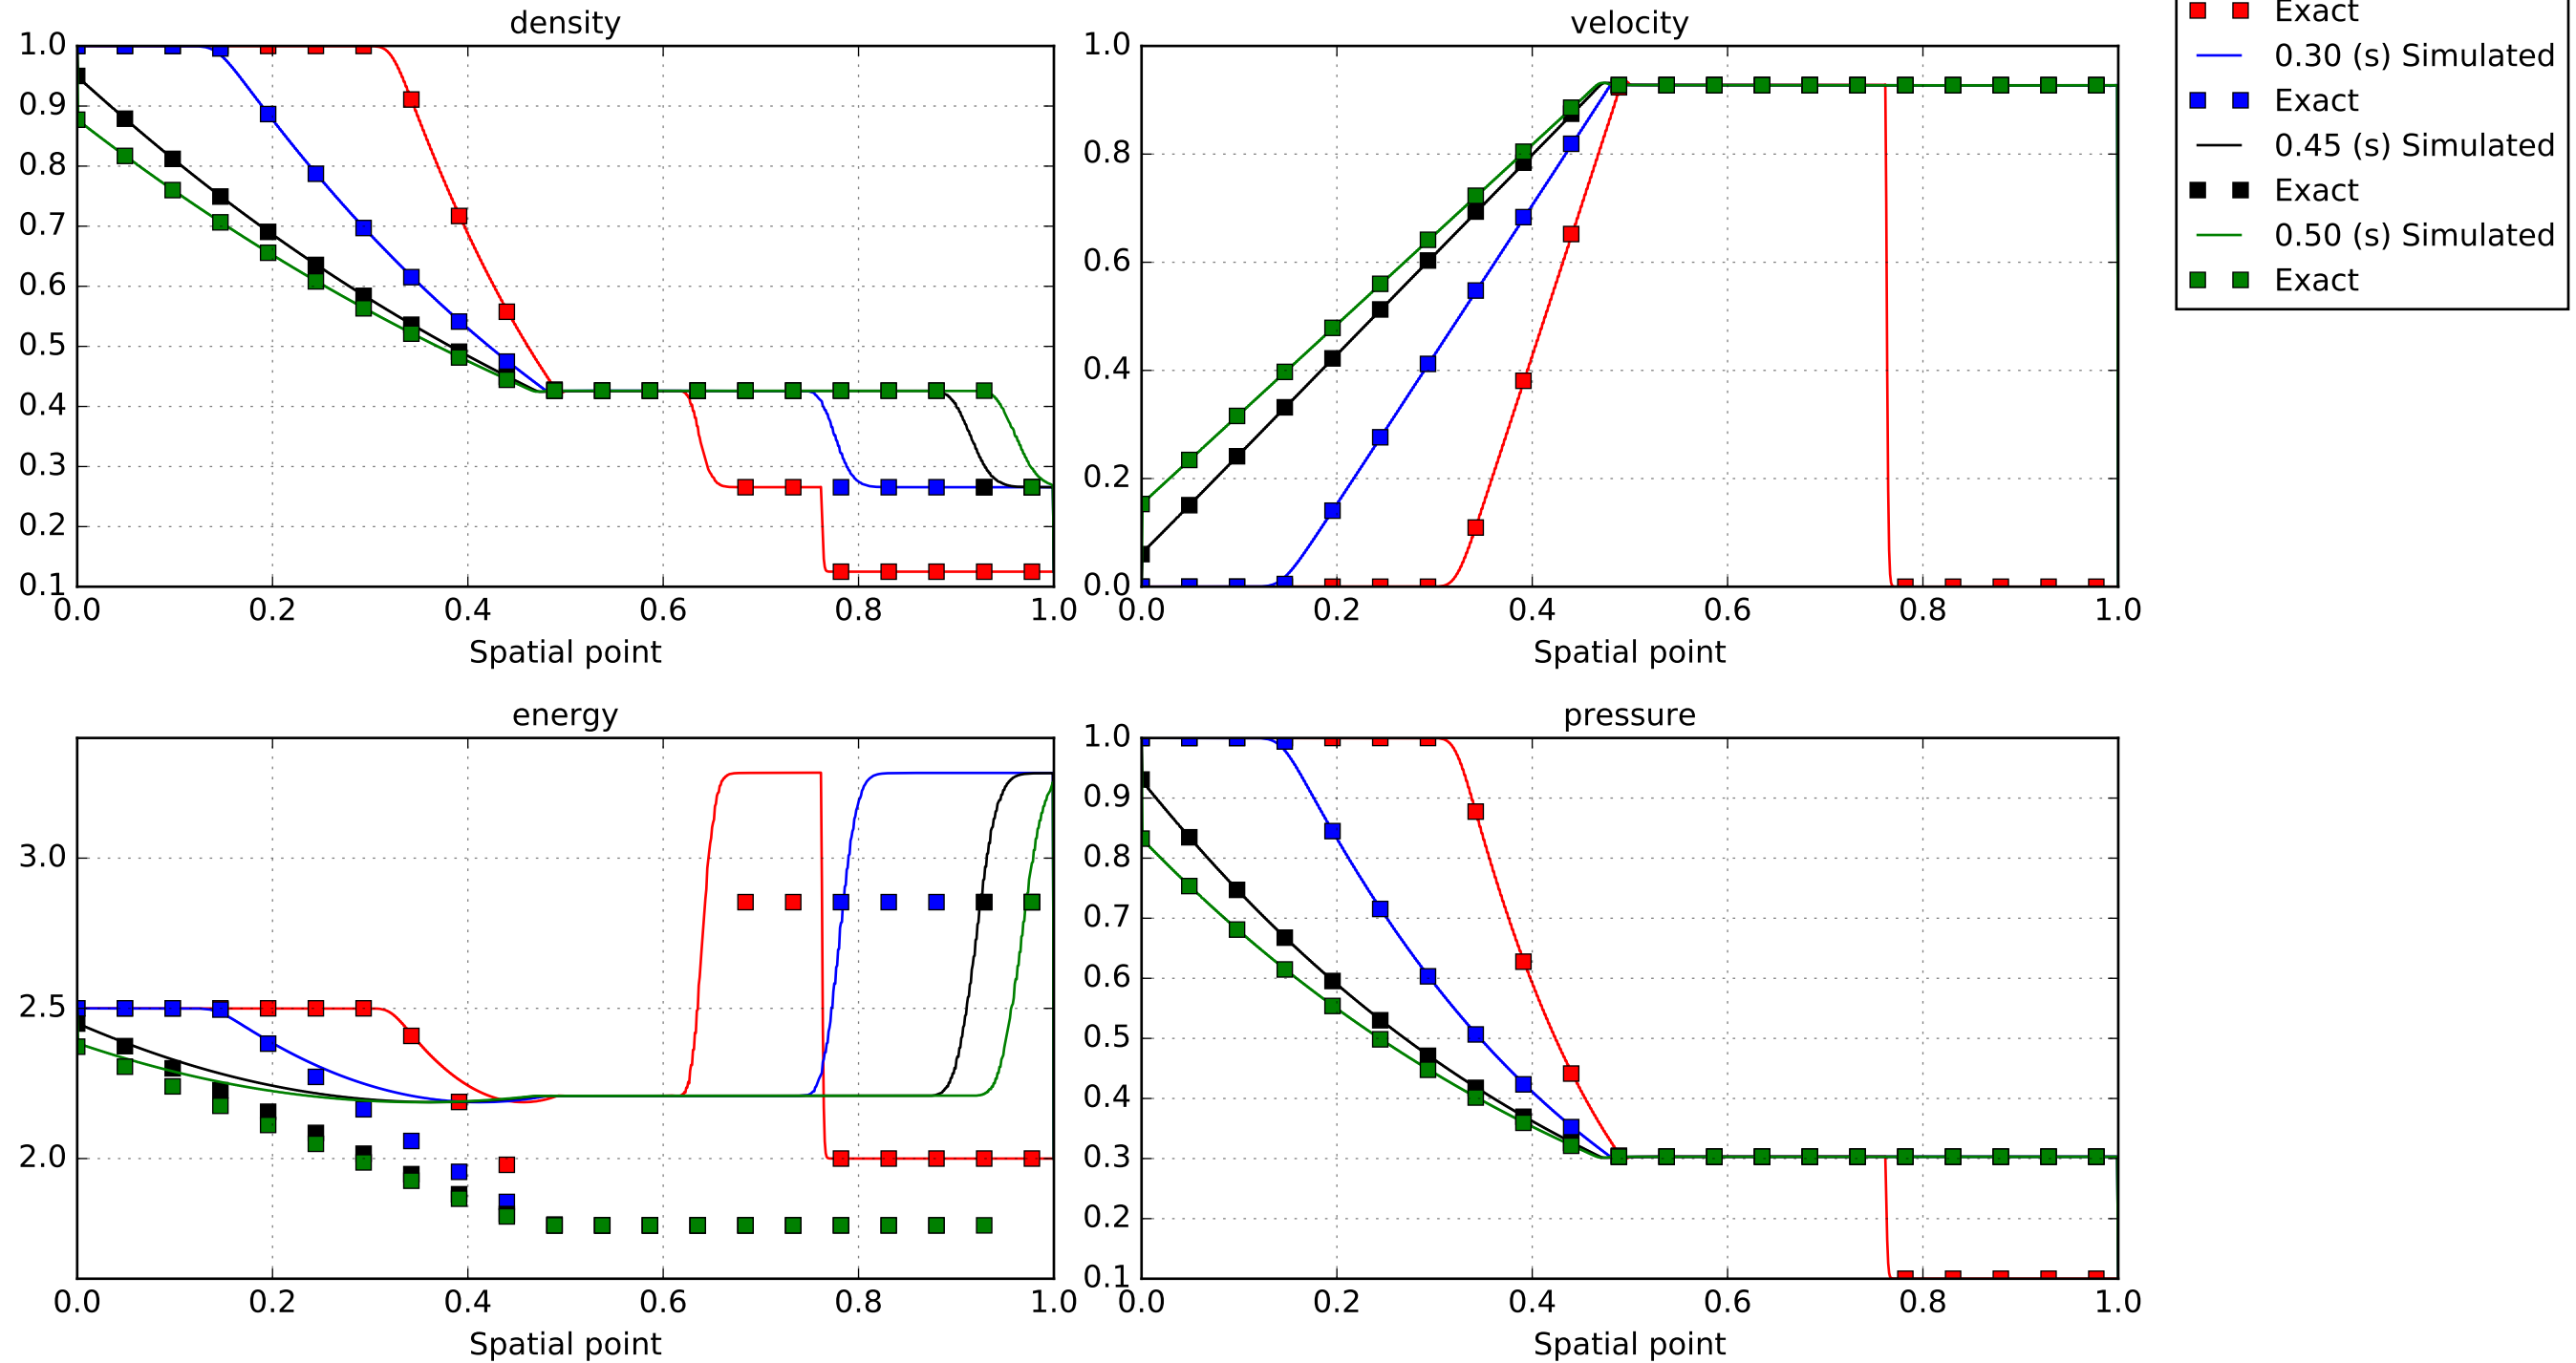 density
1.0
0.9
0.8
0.7
0.6
0.5
0.4
0.3
0.2
0.1
0.0 0.2 0.4 0.6 0.8 1.0
Spatial point
velocity
1.0
0.8
0.6
0.4
0.2
0.0
0.0 0.2 0.4 0.6 0.8 1.0
Spatial point
Exact
0.30 (s) Simulated
Exact
0.45 (s) Simulated
Exact
0.50 (s) Simulated
Exact
energy
3.0
2.5
2.0
0.0 0.2 0.4 0.6 0.8 1.0
Spatial point
pressure
1.0
0.9
0.8
0.7
0.6
0.5
0.4
0.3
0.2
0.1
0.0 0.2 0.4 0.6 0.8 1.0
Spatial point